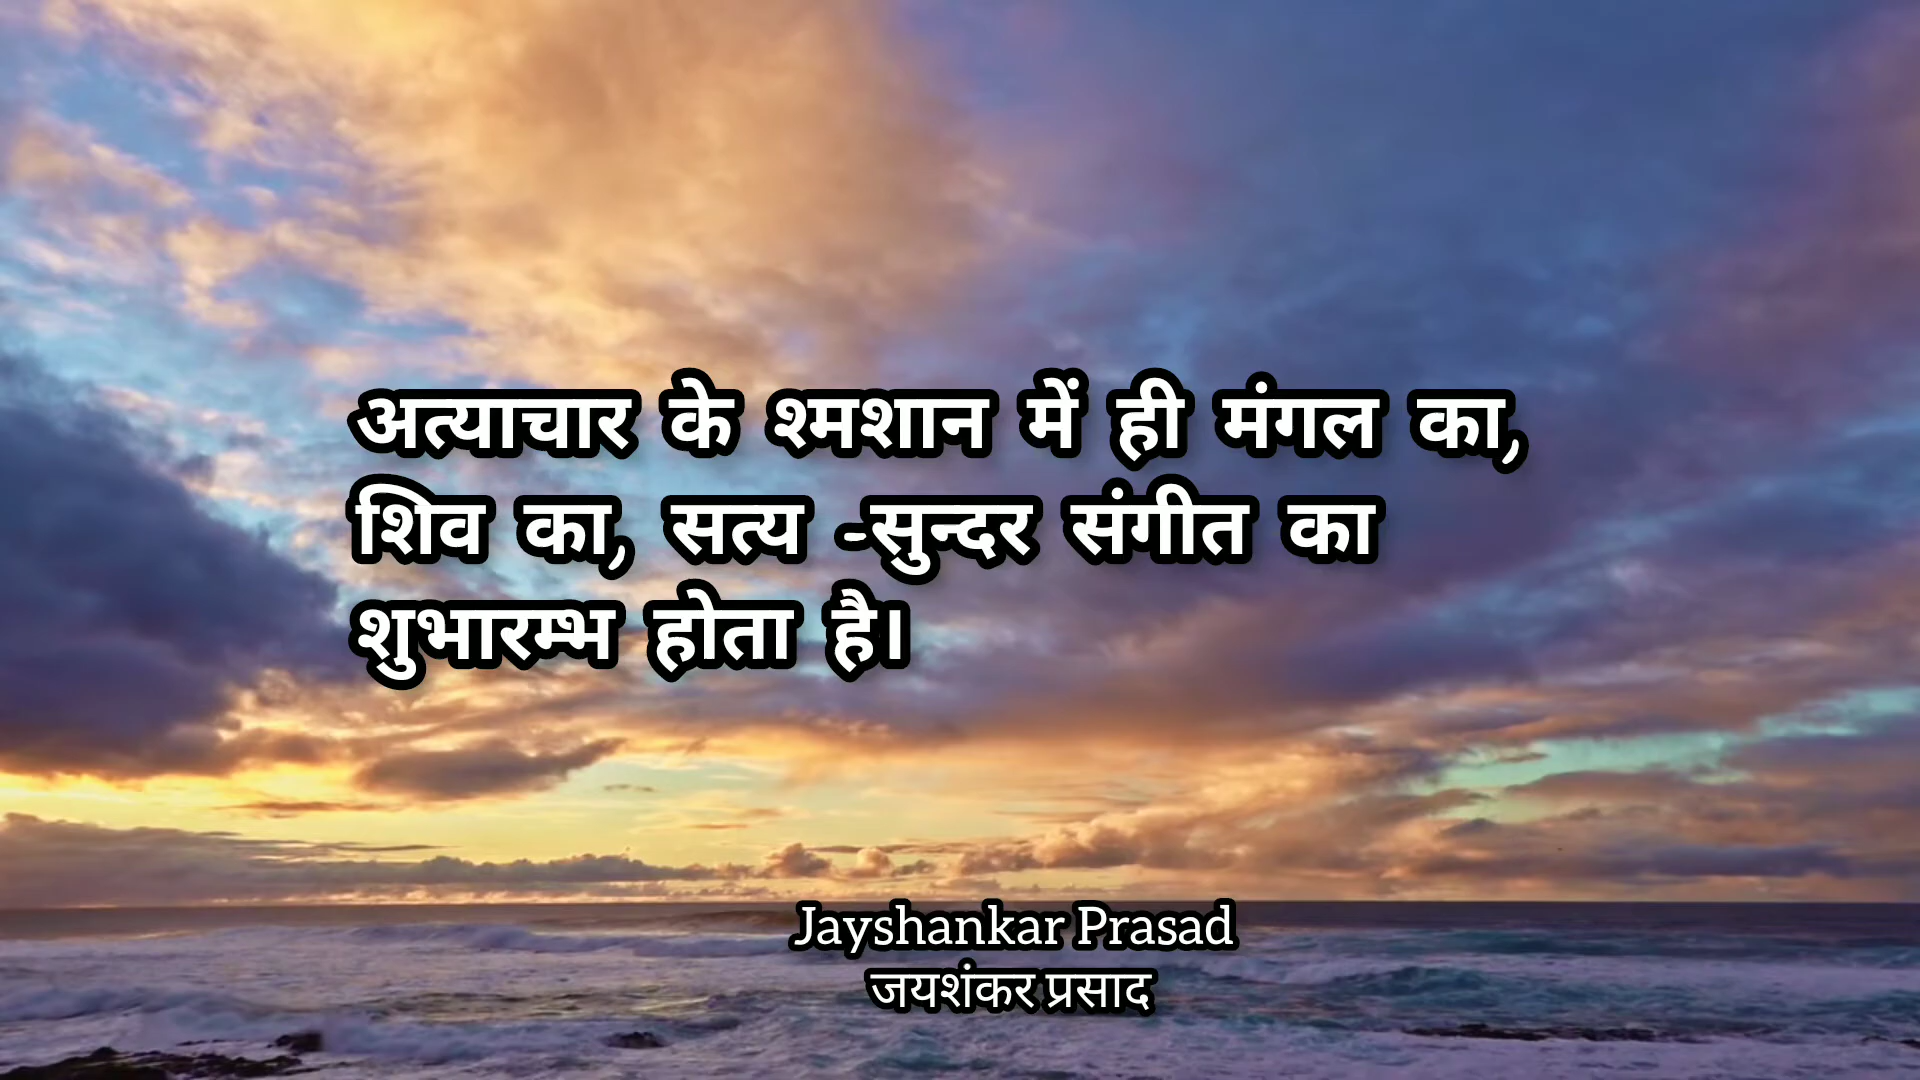 अत्याचार के श्मशान में ही मंगल का,
शिव का, सत्य -सुन्दर संगीत का
शुभारम्भ होता है।
Jayshankar Prasad
जयशंकर प्रसाद